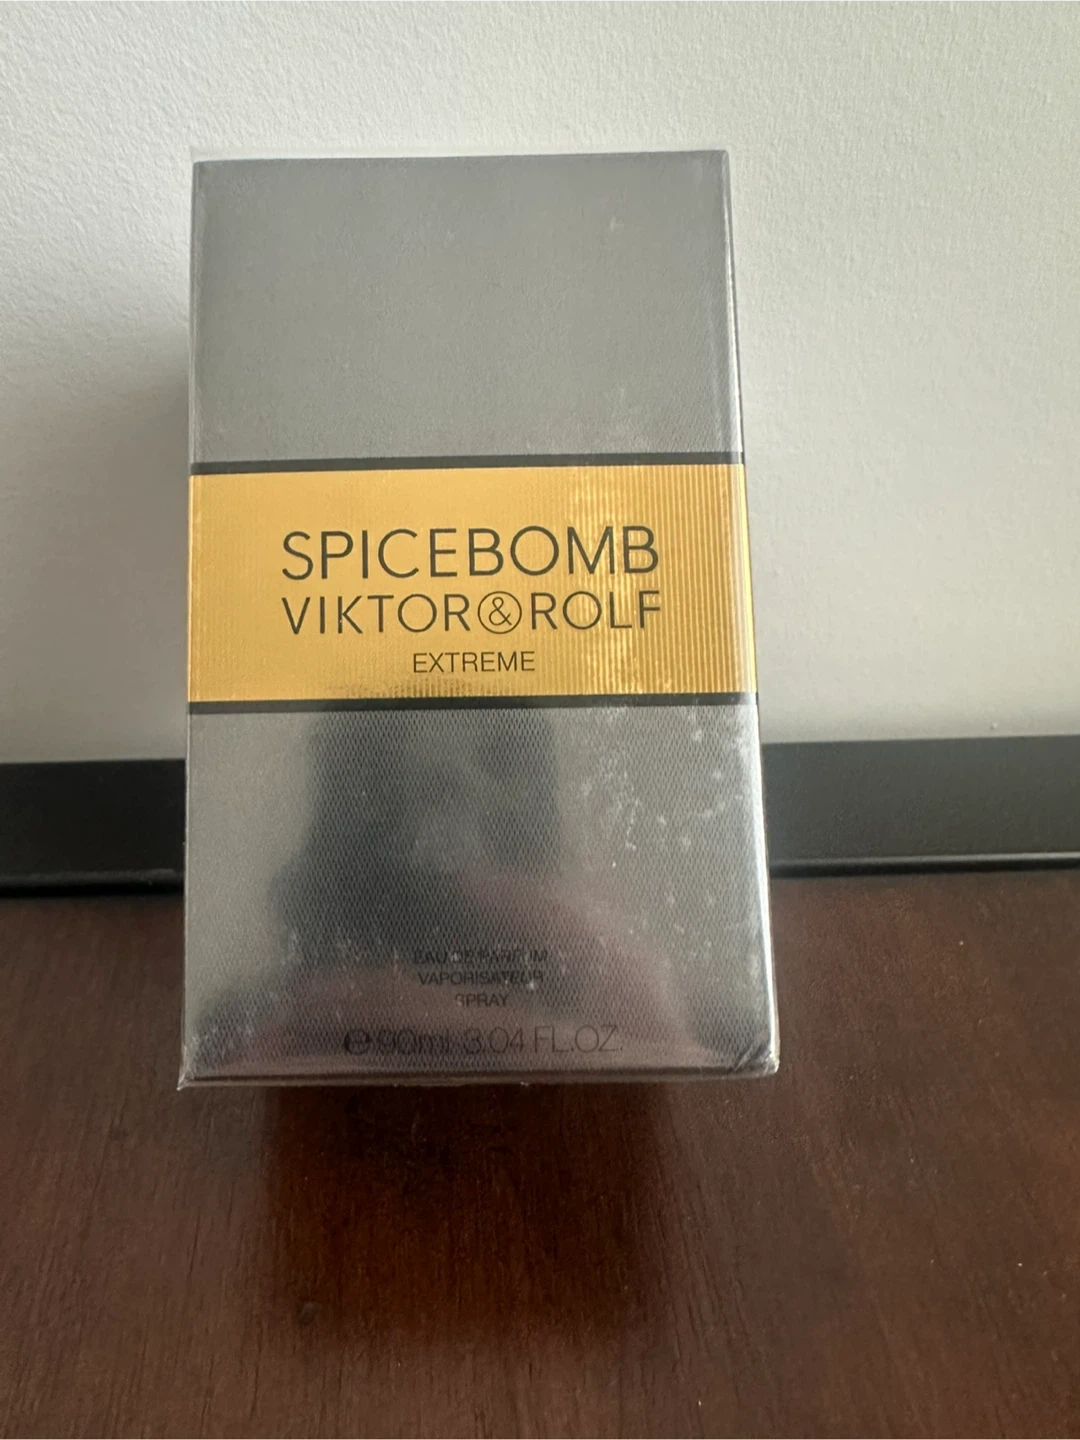 SPICEBOMB
VIKTOR&ROLF
EXTREME
EAU DE PARFUM
VAPORISATEUR
SPRAY
℮ 90ml 3.04 FL.OZ.